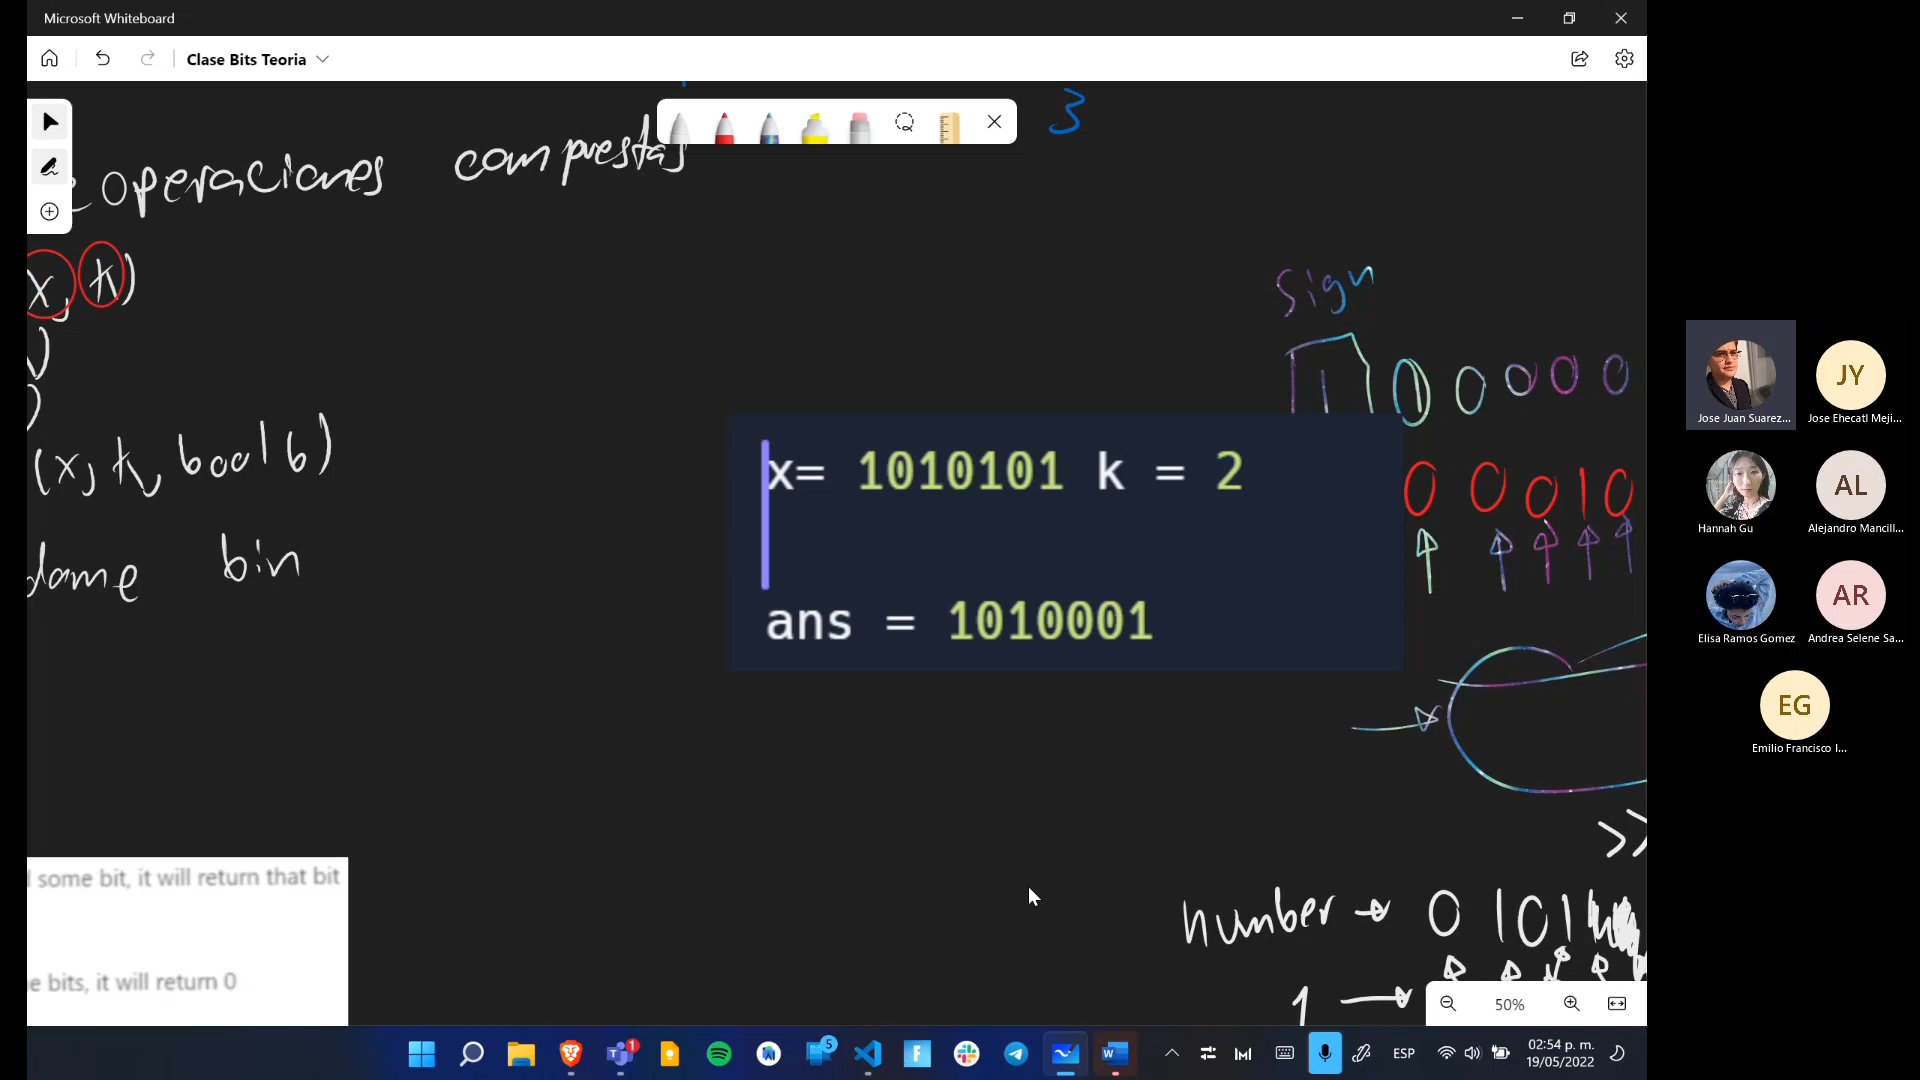 Microsoft Whiteboard
Clase Bits Teoria
3
operaciones compuestas
x, k)
)
)
(x, k, bool b)
dame bin
sign
1 0 0 0 0 0
0 0 0 1 0
x= 1010101 k = 2
ans = 1010001
>>
some bit, it will return that bit
e bits, it will return 0
number → 0 1 0 1
1 →
50%
Jose Juan Suarez...
Jose Ehecatl Meji...
JY
Hannah Gu
AL
Alejandro Mancill...
Elisa Ramos Gomez
AR
Andrea Selene Sa...
EG
Emilio Francisco I...
1
5
ESP
02:54 p. m.
19/05/2022